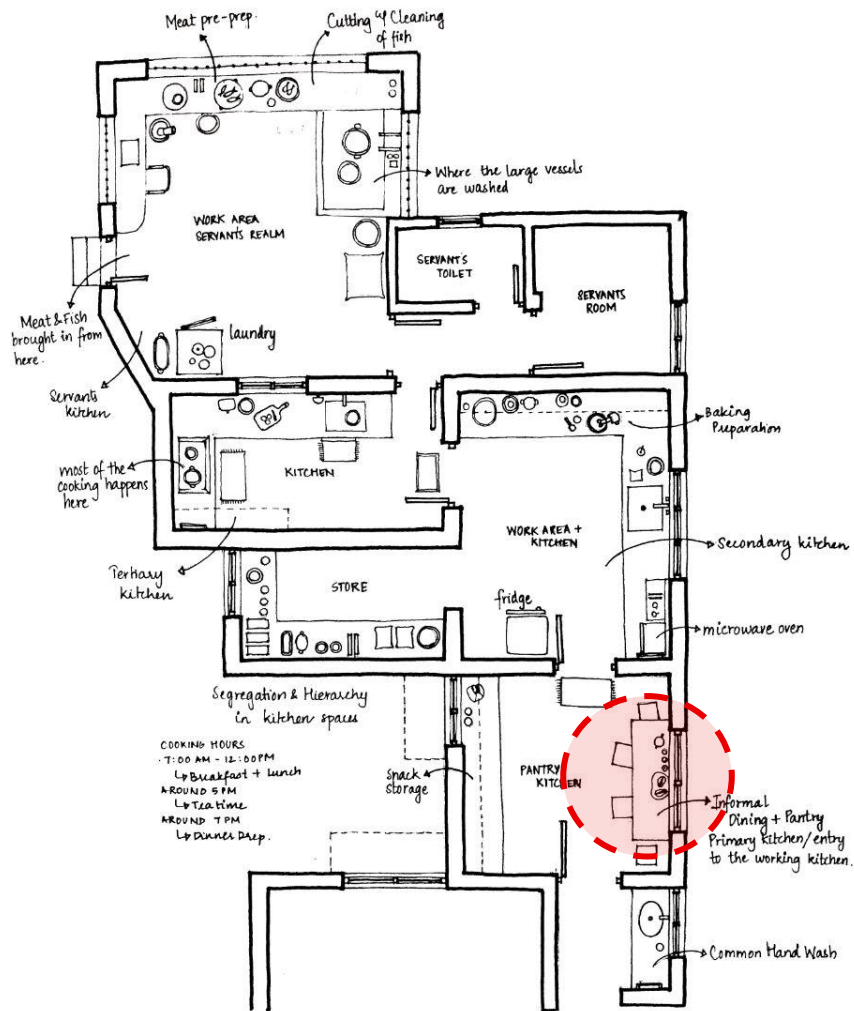 Meat pre-prep.
Cutting & Cleaning
of fish
Where the large vessels
are washed
WORK AREA
SERVANTS REALM
SERVANTS
TOILET
SERVANTS
ROOM
Meat & Fish
brought in from
here.
laundry
Servants
kitchen
Baking
Preparation
most of the
cooking happens
here
KITCHEN
WORK AREA +
KITCHEN
Secondary kitchen
Tertiary
kitchen
STORE
fridge
microwave oven
Segregation & Hierarchy
in kitchen spaces
COOKING HOURS
7:00 AM - 12:00PM
↳ Breakfast + Lunch
AROUND 5 PM
↳ Teatime
AROUND 7 PM
↳ Dinner Prep.
Snack
storage
PANTRY
KITCHEN
Informal
Dining + Pantry
Primary kitchen/entry
to the working kitchen.
Common Hand Wash